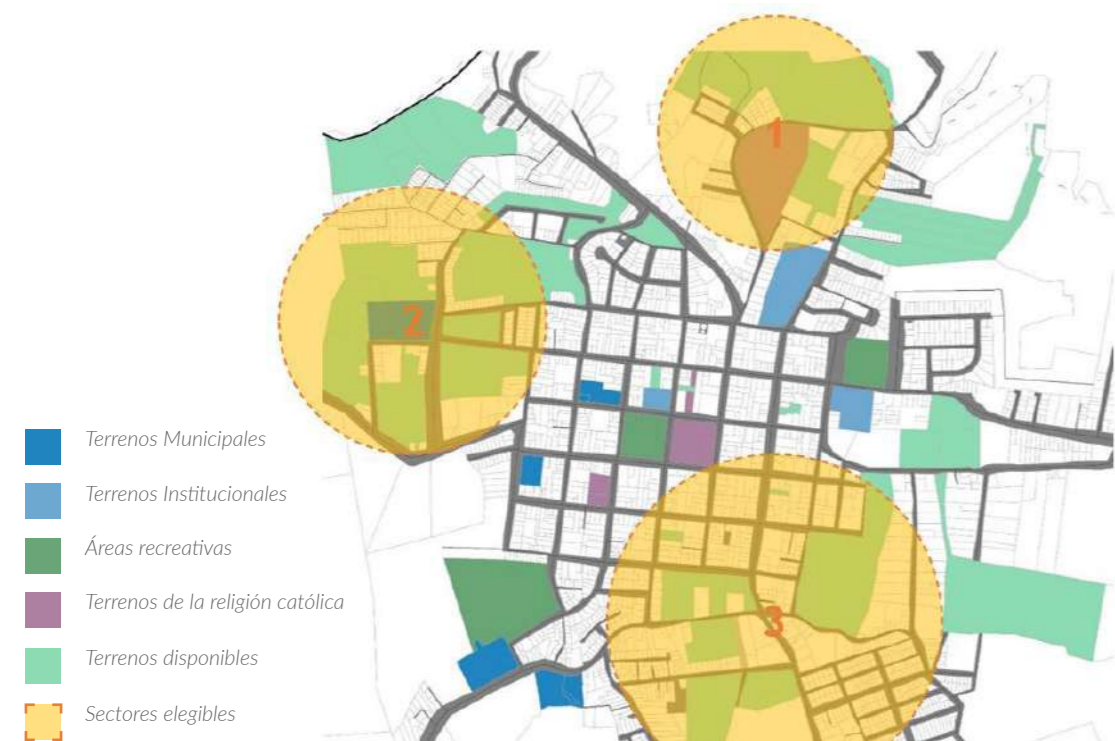 1
2
3
Terrenos Municipales
Terrenos Institucionales
Áreas recreativas
Terrenos de la religión católica
Terrenos disponibles
Sectores elegibles